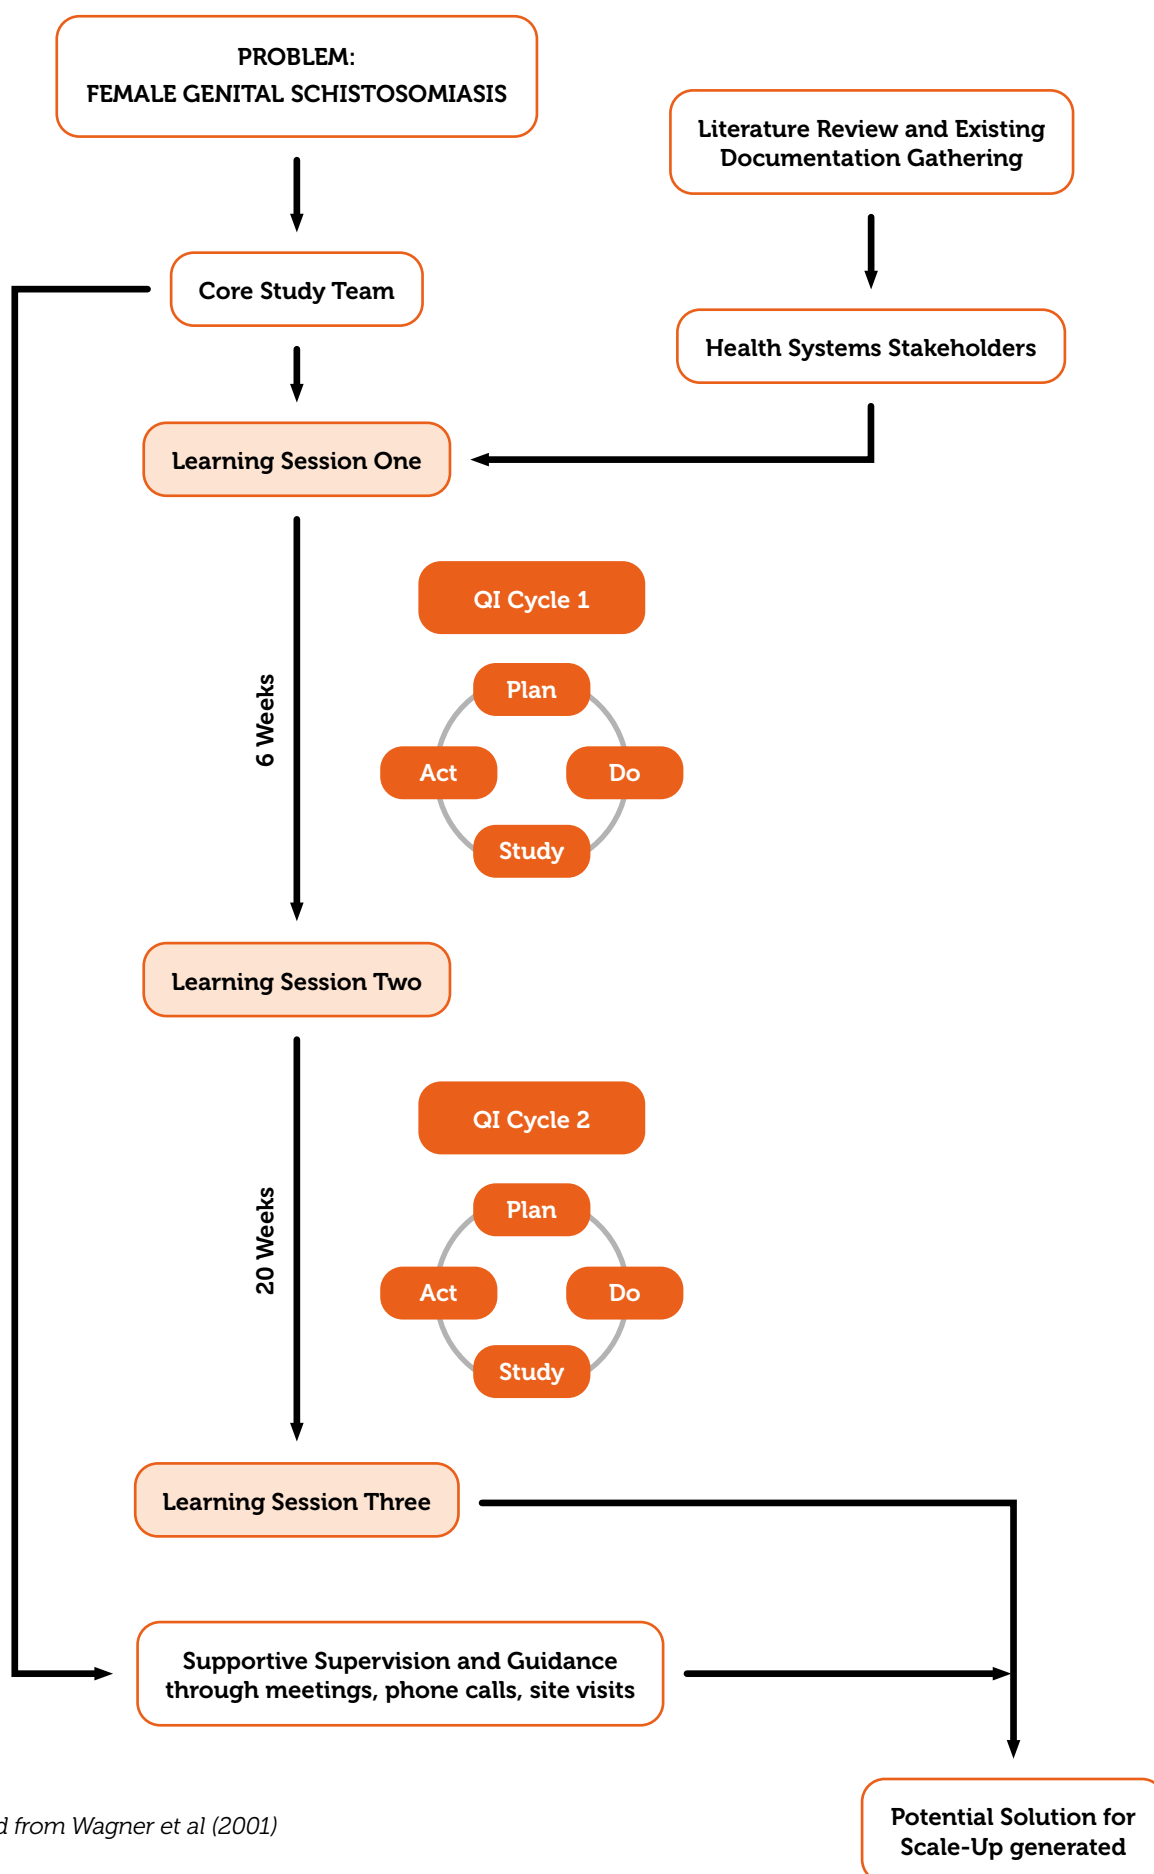 PROBLEM:
FEMALE GENITAL SCHISTOSOMIASIS
Literature Review and Existing
Documentation Gathering
Core Study Team
Health Systems Stakeholders
Learning Session One
6 Weeks
QI Cycle 1
Plan
Act
Do
Study
Learning Session Two
20 Weeks
QI Cycle 2
Plan
Act
Do
Study
Learning Session Three
Supportive Supervision and Guidance
through meetings, phone calls, site visits
from Wagner et al (2001)
Potential Solution for
Scale-Up generated